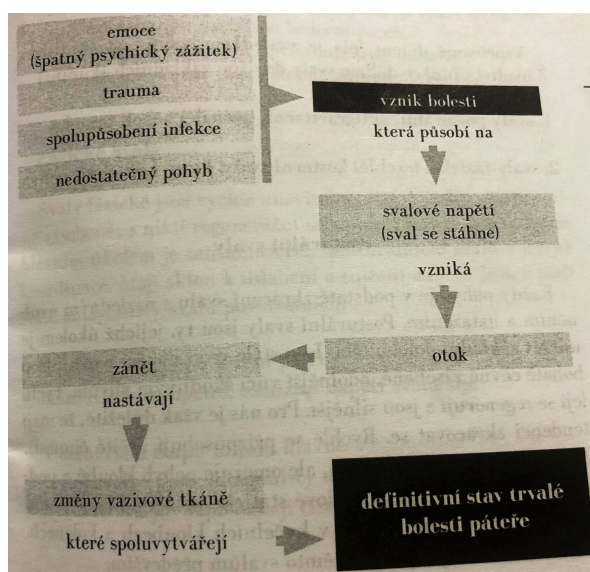 emoce
(špatný psychický zážitek)
trauma
spolupůsobení infekce
nedostatečný pohyb
vznik bolesti
která působí na
svalové napětí
(sval se stáhne)
vzniká
otok
zánět
nastávají
změny vazivové tkáně
které spoluvytvářejí
definitivní stav trvalé
bolesti páteře